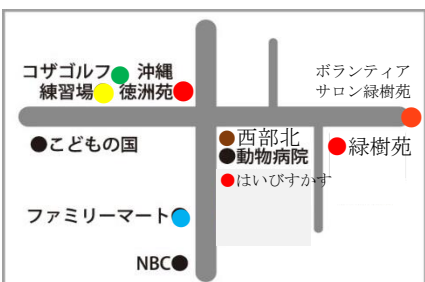 コザゴルフ
練習場
沖縄
徳洲苑
ボランティア
サロン緑樹苑
こどもの国
西部北
動物病院
はいびすかす
緑樹苑
ファミリーマート
NBC